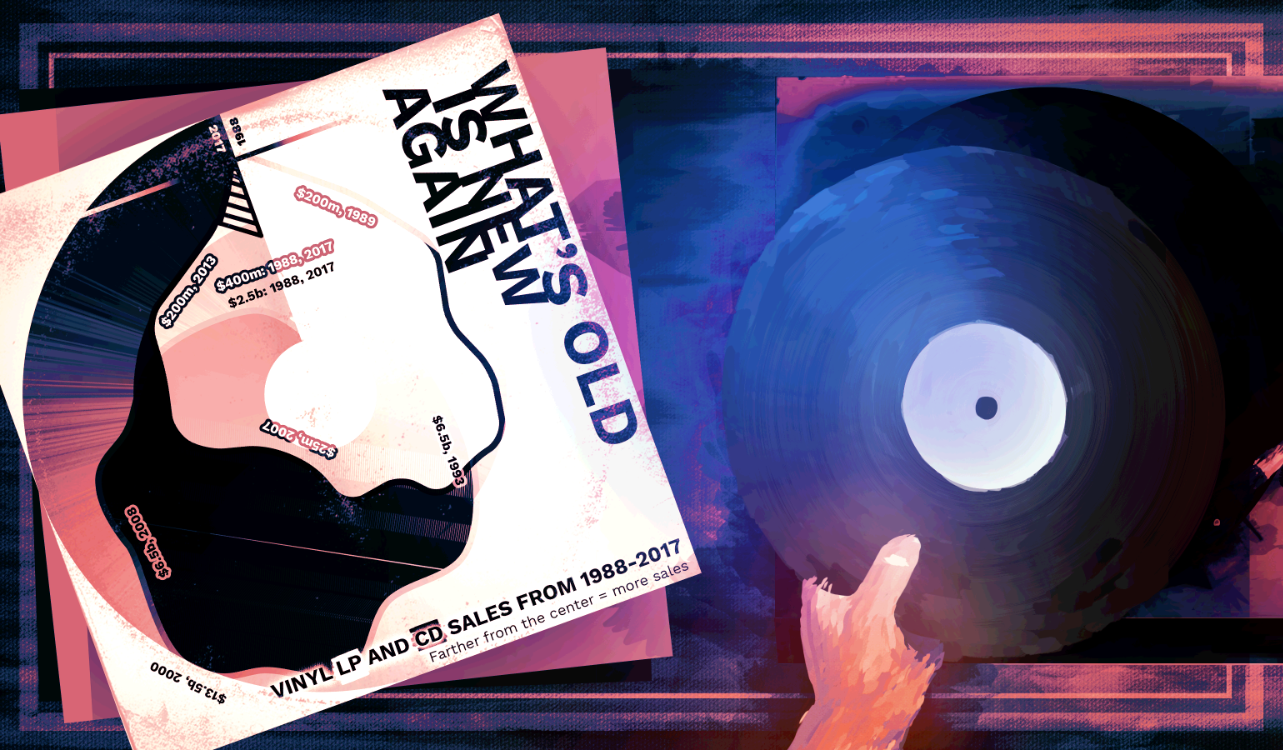 WHAT'S OLD
IS NEW
AGAIN
2017
1988
$200m, 1989
$200m, 2013
$400m: 1988, 2017
$2.5b: 1988, 2017
$25m, 2007
$6.5b, 1993
$6.5b, 2008
$13.5b, 2000
VINYL LP AND CD SALES FROM 1988-2017
Farther from the center = more sales